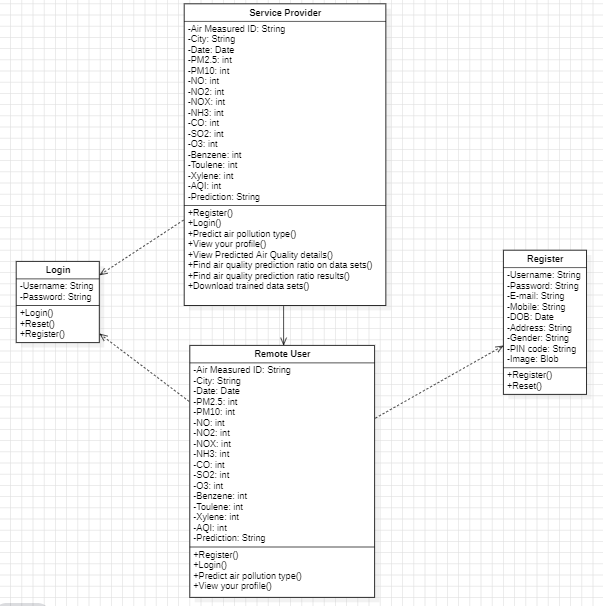 Service Provider
-Air Measured ID: String
-City: String
-Date: Date
-PM2.5: int
-PM10: int
-NO: int
-NO2: int
-NOX: int
-NH3: int
-CO: int
-SO2: int
-O3: int
-Benzene: int
-Toulene: int
-Xylene: int
-AQI: int
-Prediction: String
+Register()
+Login()
+Predict air pollution type()
+View your profile()
+View Predicted Air Quality details()
+Find air quality prediction ratio on data sets()
+Find air quality prediction ratio results()
+Download trained data sets()
Login
-Username: String
-Password: String
+Login()
+Reset()
+Register()
Register
-Username: String
-Password: String
-E-mail: String
-Mobile: String
-DOB: Date
-Address: String
-Gender: String
-PIN code: String
-Image: Blob
+Register()
+Reset()
Remote User
-Air Measured ID: String
-City: String
-Date: Date
-PM2.5: int
-PM10: int
-NO: int
-NO2: int
-NOX: int
-NH3: int
-CO: int
-SO2: int
-O3: int
-Benzene: int
-Toulene: int
-Xylene: int
-AQI: int
-Prediction: String
+Register()
+Login()
+Predict air pollution type()
+View your profile()